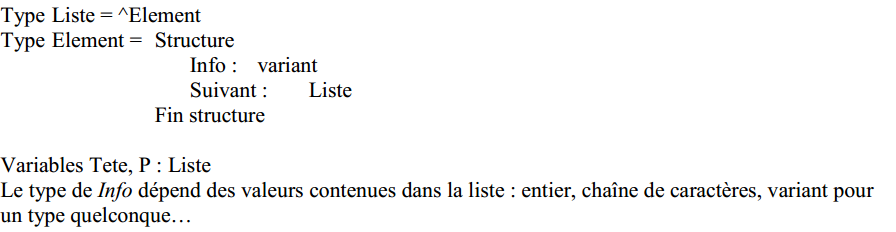 Type Liste = ^Element
Type Element = Structure
Info : variant
Suivant : Liste
Fin structure
Variables Tete, P : Liste
Le type de Info dépend des valeurs contenues dans la liste : entier, chaîne de caractères, variant pour
un type quelconque…